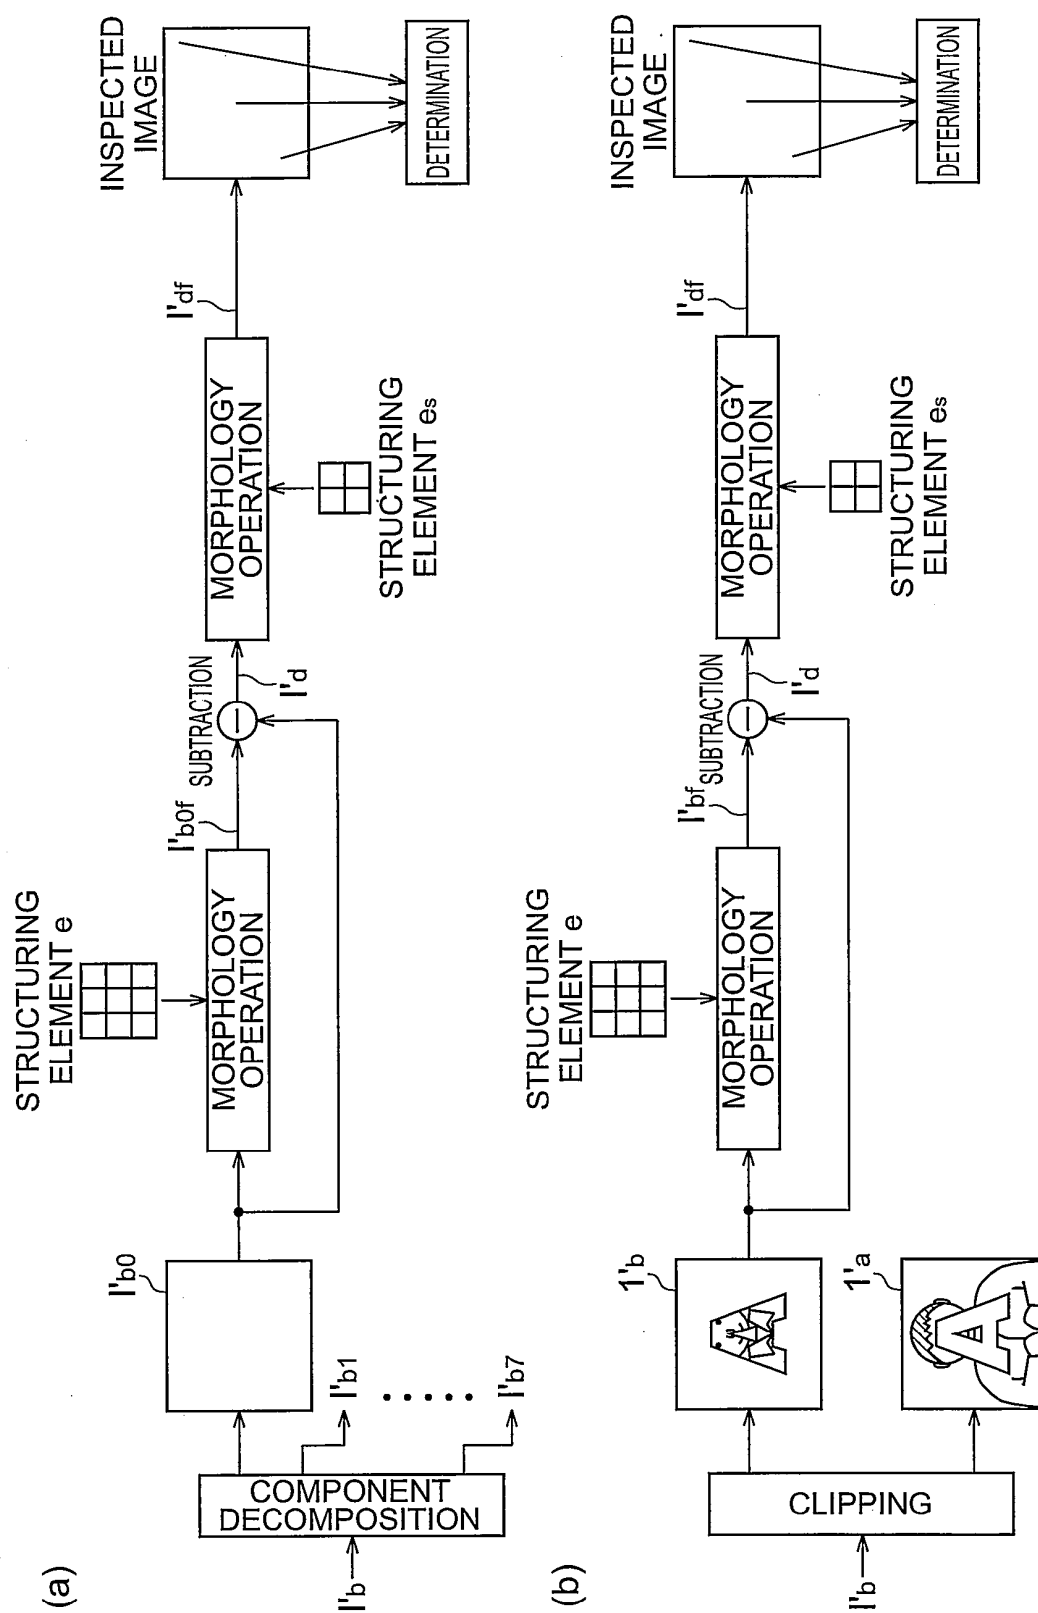 (a)
I'b
COMPONENT
DECOMPOSITION
I'b0
I'b1
.....
I'b7
STRUCTURING
ELEMENT e
MORPHOLOGY
OPERATION
I'b0f
SUBTRACTION
I'd
MORPHOLOGY
OPERATION
STRUCTURING
ELEMENT es
I'df
INSPECTED
IMAGE
DETERMINATION
(b)
I'b
CLIPPING
1'b
A
1'a
A
STRUCTURING
ELEMENT e
MORPHOLOGY
OPERATION
I'bf
SUBTRACTION
I'd
MORPHOLOGY
OPERATION
STRUCTURING
ELEMENT es
I'df
INSPECTED
IMAGE
DETERMINATION